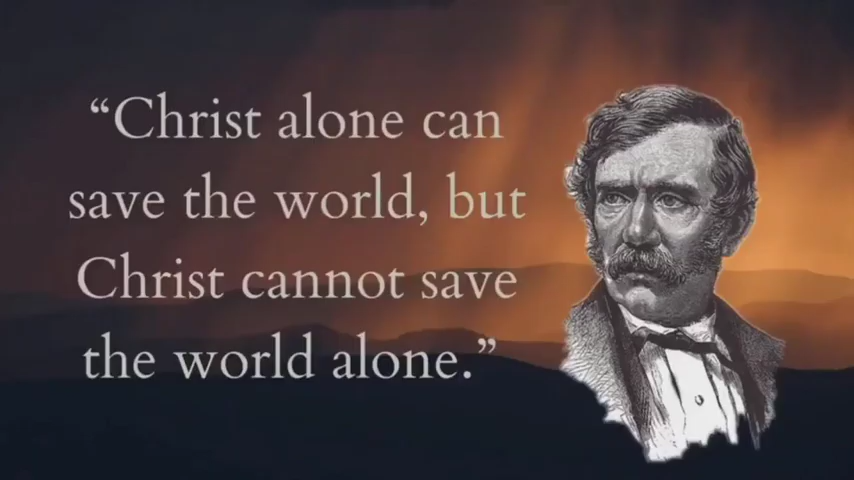 “Christ alone can
save the world, but
Christ cannot save
the world alone.”